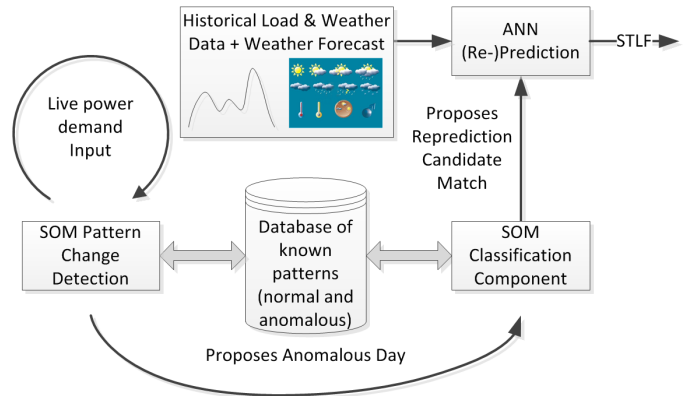 Historical Load & Weather
Data + Weather Forecast
ANN
(Re-)Prediction
STLF
Live power
demand
Input
Proposes
Reprediction
Candidate
Match
SOM Pattern
Change
Detection
Database of
known
patterns
(normal and
anomalous)
SOM
Classification
Component
Proposes Anomalous Day